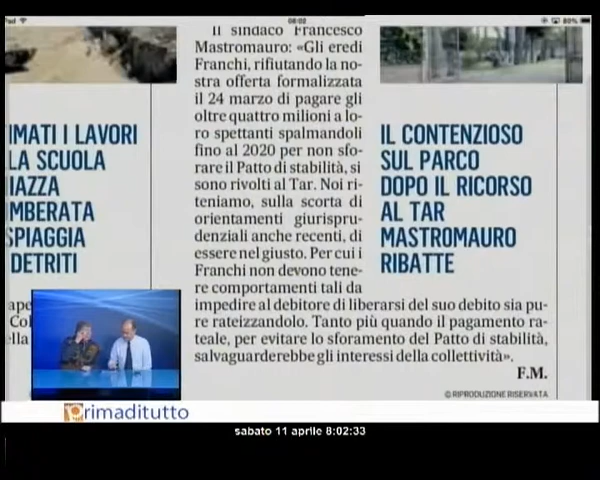 iPad
08:02
80%
Il sindaco Francesco
Mastromauro: «Gli eredi
Franchi, rifiutando la no-
stra offerta formalizzata
il 24 marzo di pagare gli
oltre quattro milioni a lo-
ro spettanti spalmandoli
fino al 2020 per non sfo-
rare il Patto di stabilità, si
sono rivolti al Tar. Noi ri-
teniamo, sulla scorta di
orientamenti giurispru-
denziali anche recenti, di
essere nel giusto. Per cui i
Franchi non devono tene-
re comportamenti tali da
impedire al debitore di liberarsi del suo debito sia pu-
re rateizzandolo. Tanto più quando il pagamento ra-
teale, per evitare lo sforamento del Patto di stabilità,
salvaguarderebbe gli interessi della collettività».
F.M.
© RIPRODUZIONE RISERVATA
IMATI I LAVORI
LA SCUOLA
IAZZA
MBERATA
SPIAGGIA
DETRITI
IL CONTENZIOSO
SUL PARCO
DOPO IL RICORSO
AL TAR
MASTROMAURO
RIBATTE
ape
Col
ella
primaditutto
sabato 11 aprile 8:02:33